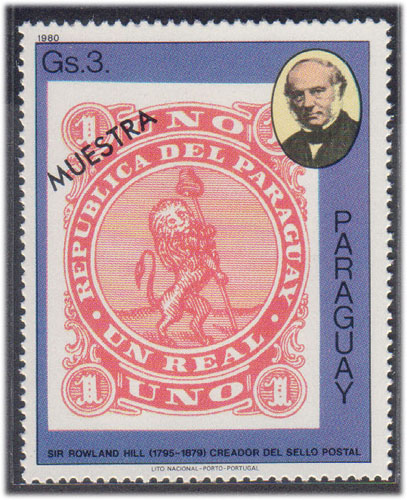 1980
Gs.3.
1 UNO 1
MUESTRA
REPUBLICA DEL PARAGUAY
UN REAL
1 UNO 1
PARAGUAY
SIR ROWLAND HILL (1795-1879) CREADOR DEL SELLO POSTAL
LITO NACIONAL-PORTO-PORTUGAL